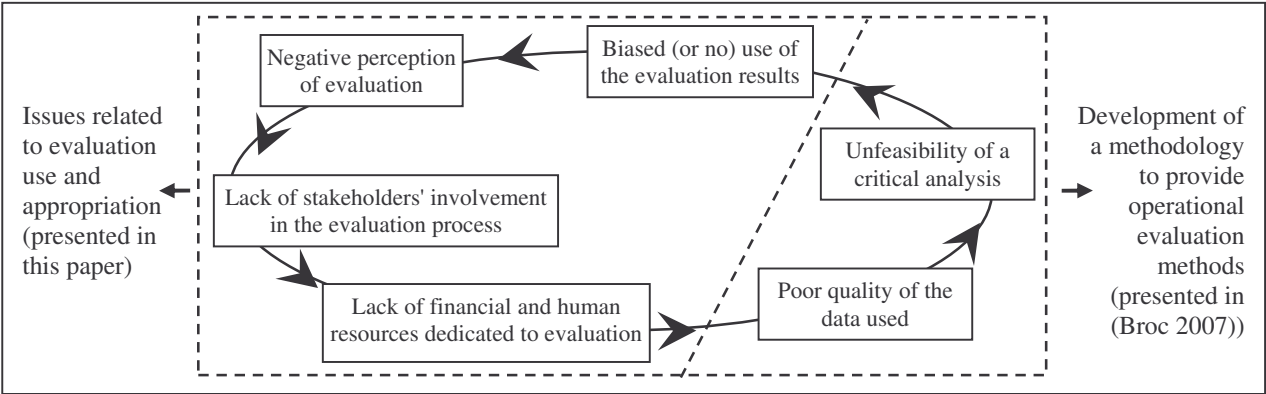 Issues related
to evaluation
use and
appropriation
(presented in
this paper)
Negative perception
of evaluation
Biased (or no) use of
the evaluation results
Lack of stakeholders' involvement
in the evaluation process
Lack of financial and human
resources dedicated to evaluation
Unfeasibility of a
critical analysis
Poor quality of the
data used
Development of
a methodology
to provide
operational
evaluation
methods
(presented in
(Broc 2007))